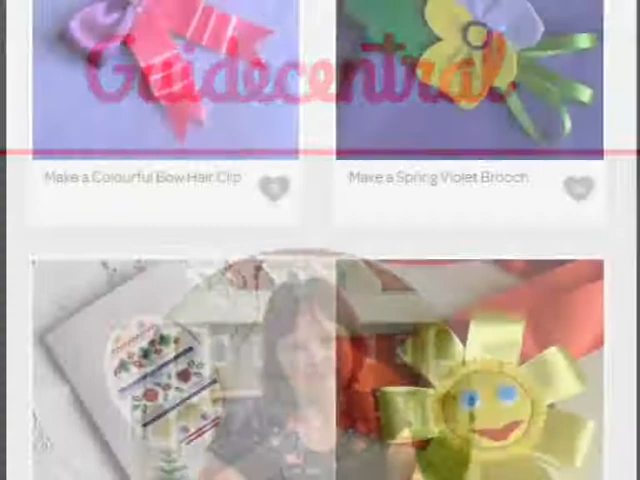 Guidecentral
Make a Colourful Bow Hair Clip
Make a Spring Violet Brooch